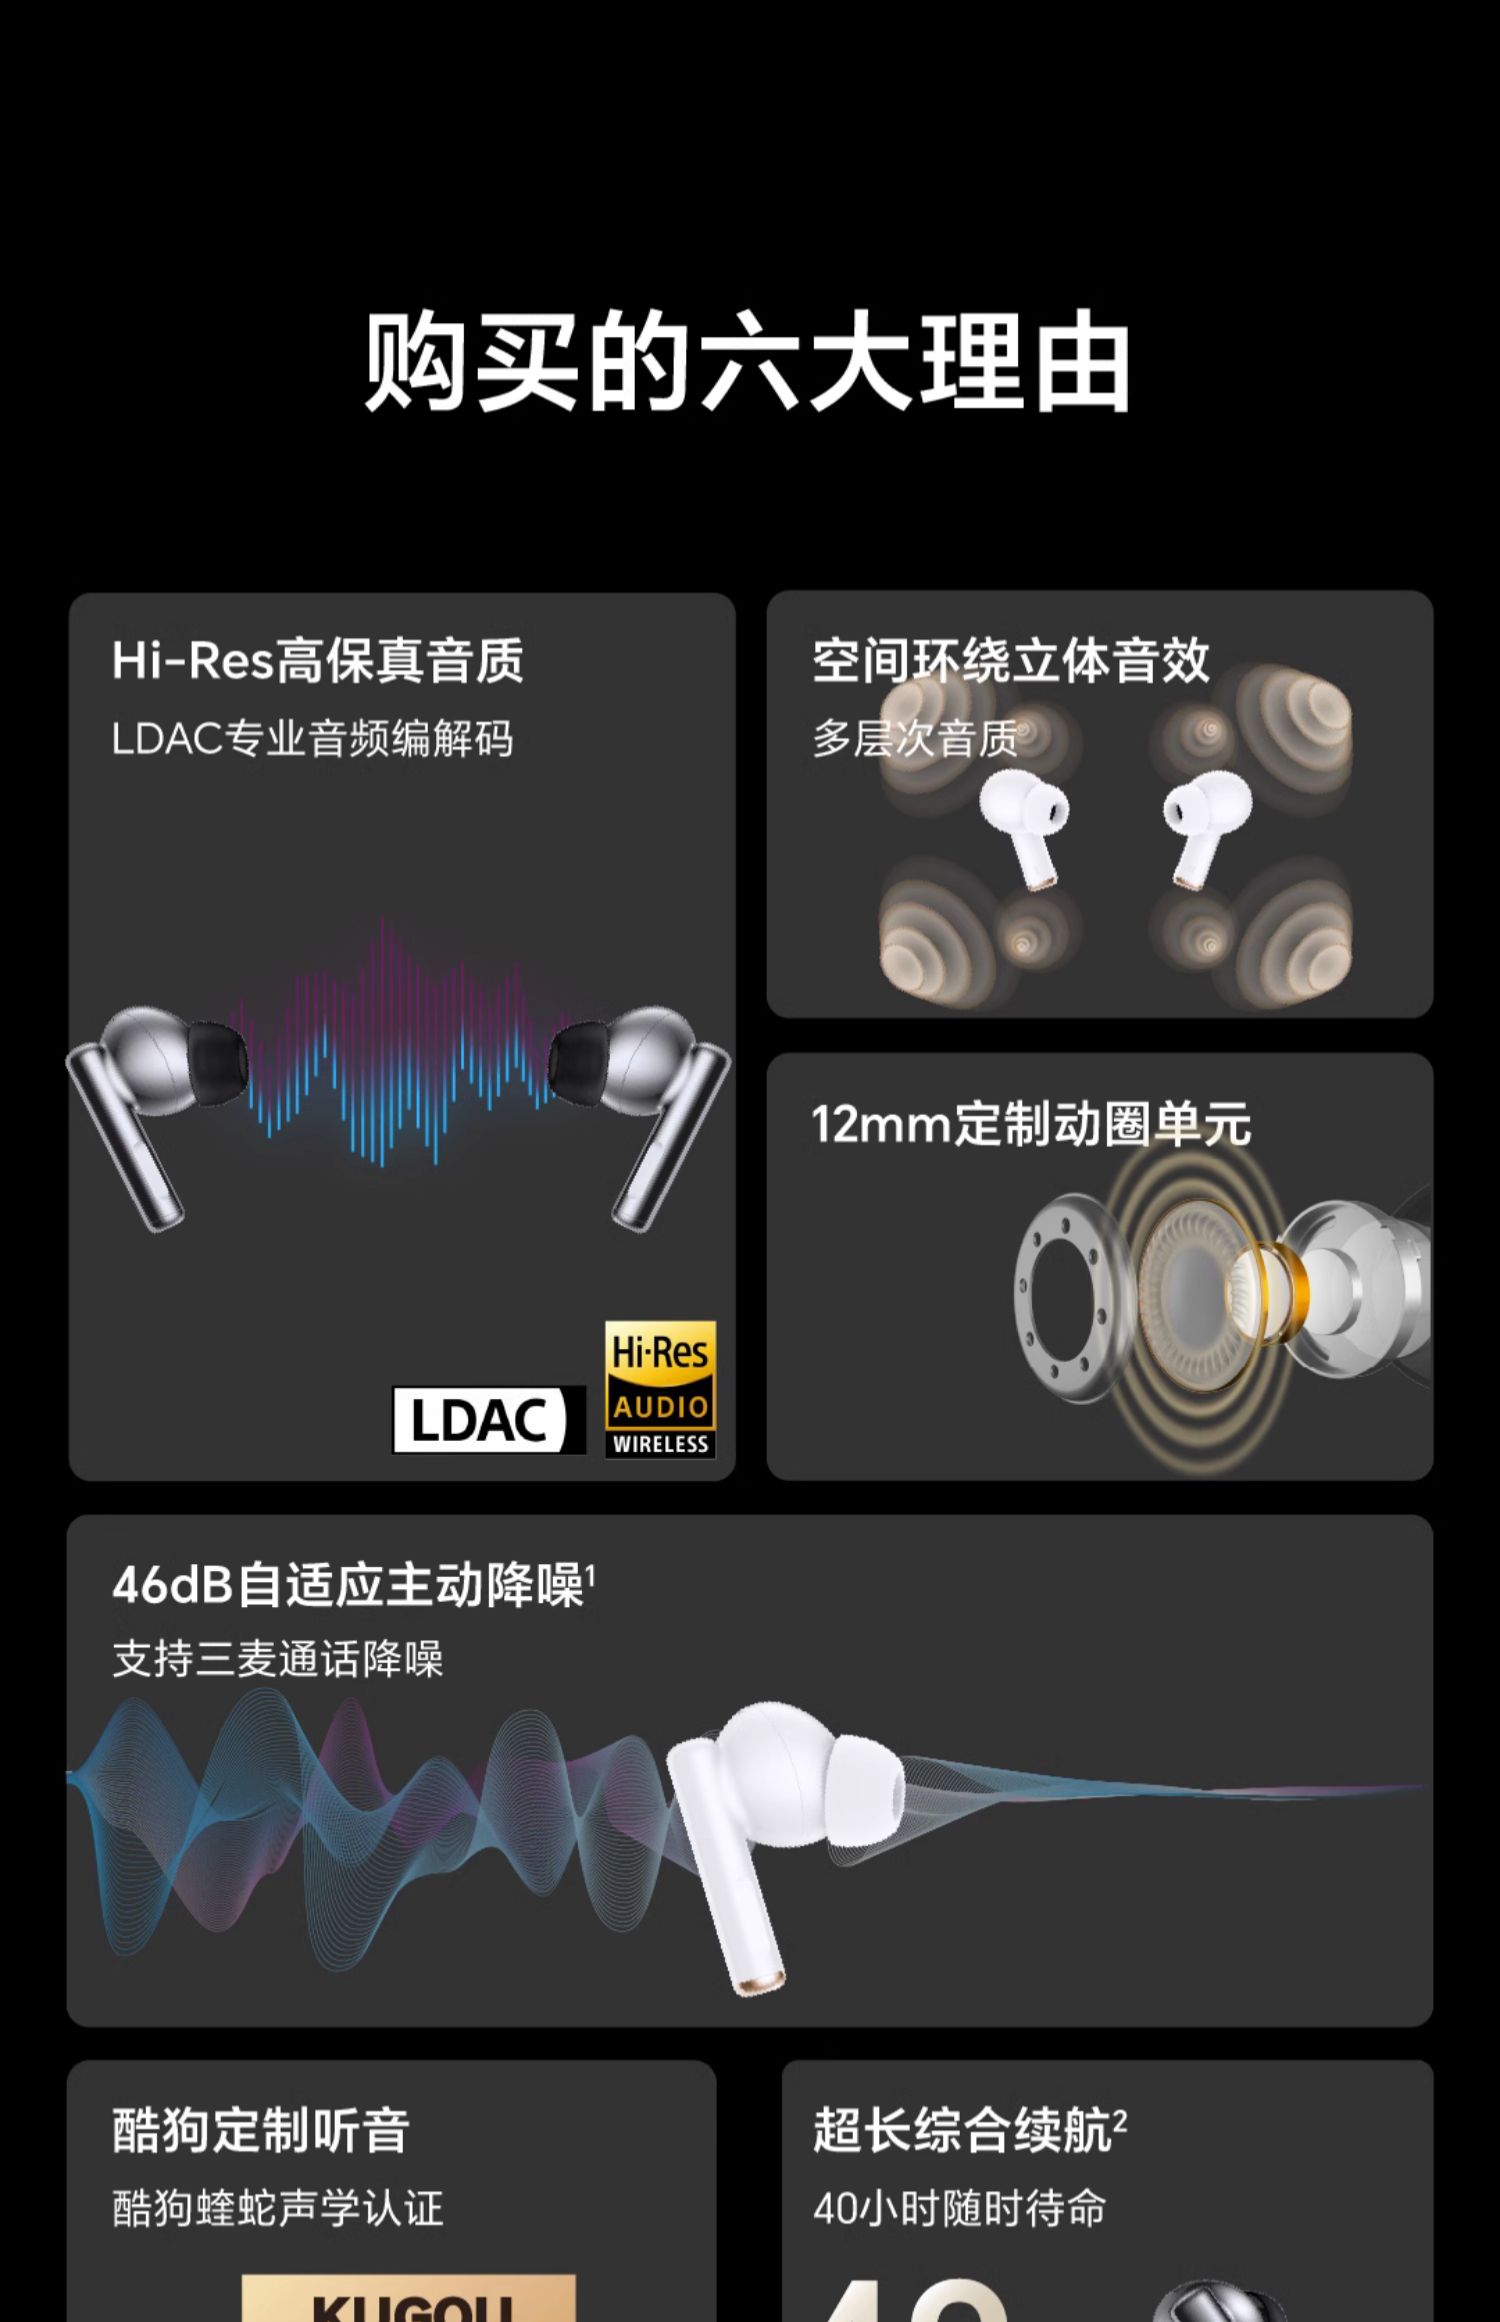 购买的六大理由
Hi-Res高保真音质
LDAC专业音频编解码
LDAC
Hi-Res
AUDIO
WIRELESS
空间环绕立体音效
多层次音质
12mm定制动圈单元
46dB自适应主动降噪¹
支持三麦通话降噪
酷狗定制听音
酷狗蝰蛇声学认证
KUGOU
超长综合续航²
40小时随时待命